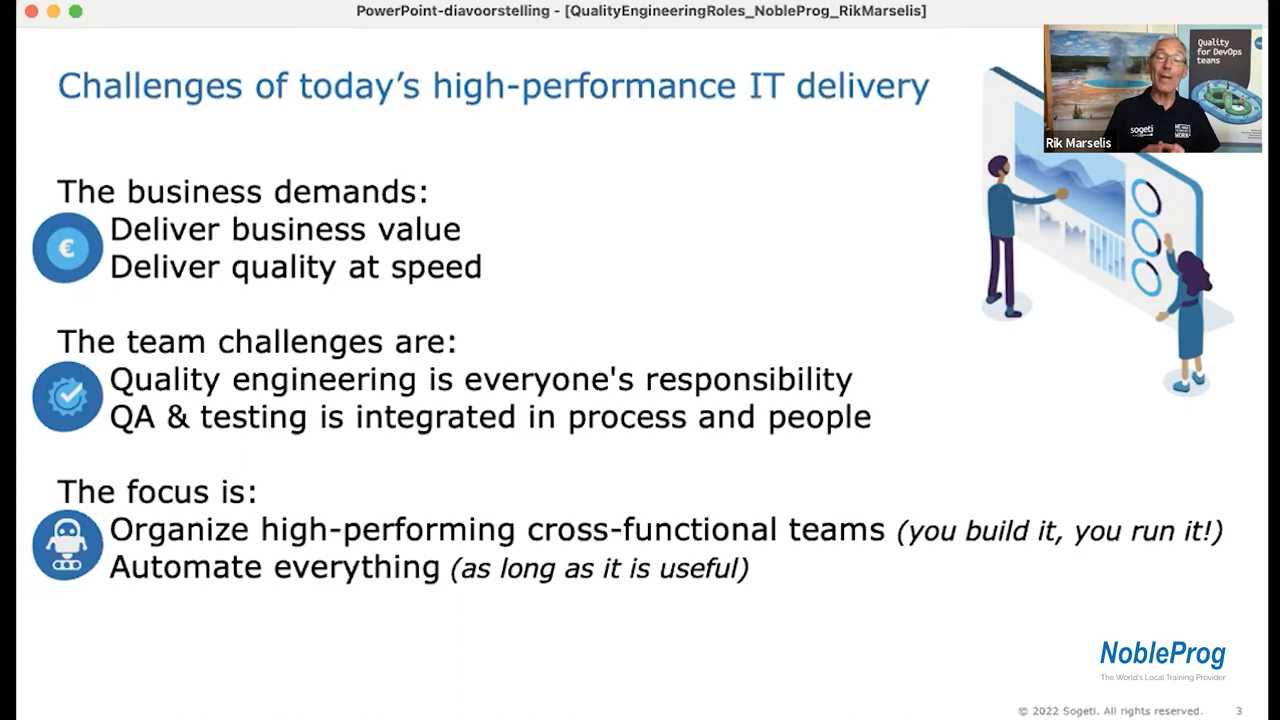 PowerPoint-diavoorstelling - [QualityEngineeringRoles_NobleProg_RikMarselis]
Challenges of today's high-performance IT delivery
Quality
for DevOps
teams
sogeti
Rik Marselis
The business demands:
€
Deliver business value
Deliver quality at speed
The team challenges are:
Quality engineering is everyone's responsibility
QA & testing is integrated in process and people
The focus is:
Organize high-performing cross-functional teams (you build it, you run it!)
Automate everything (as long as it is useful)
NobleProg
The World's Local Training Provider
© 2022 Sogeti. All rights reserved. 3